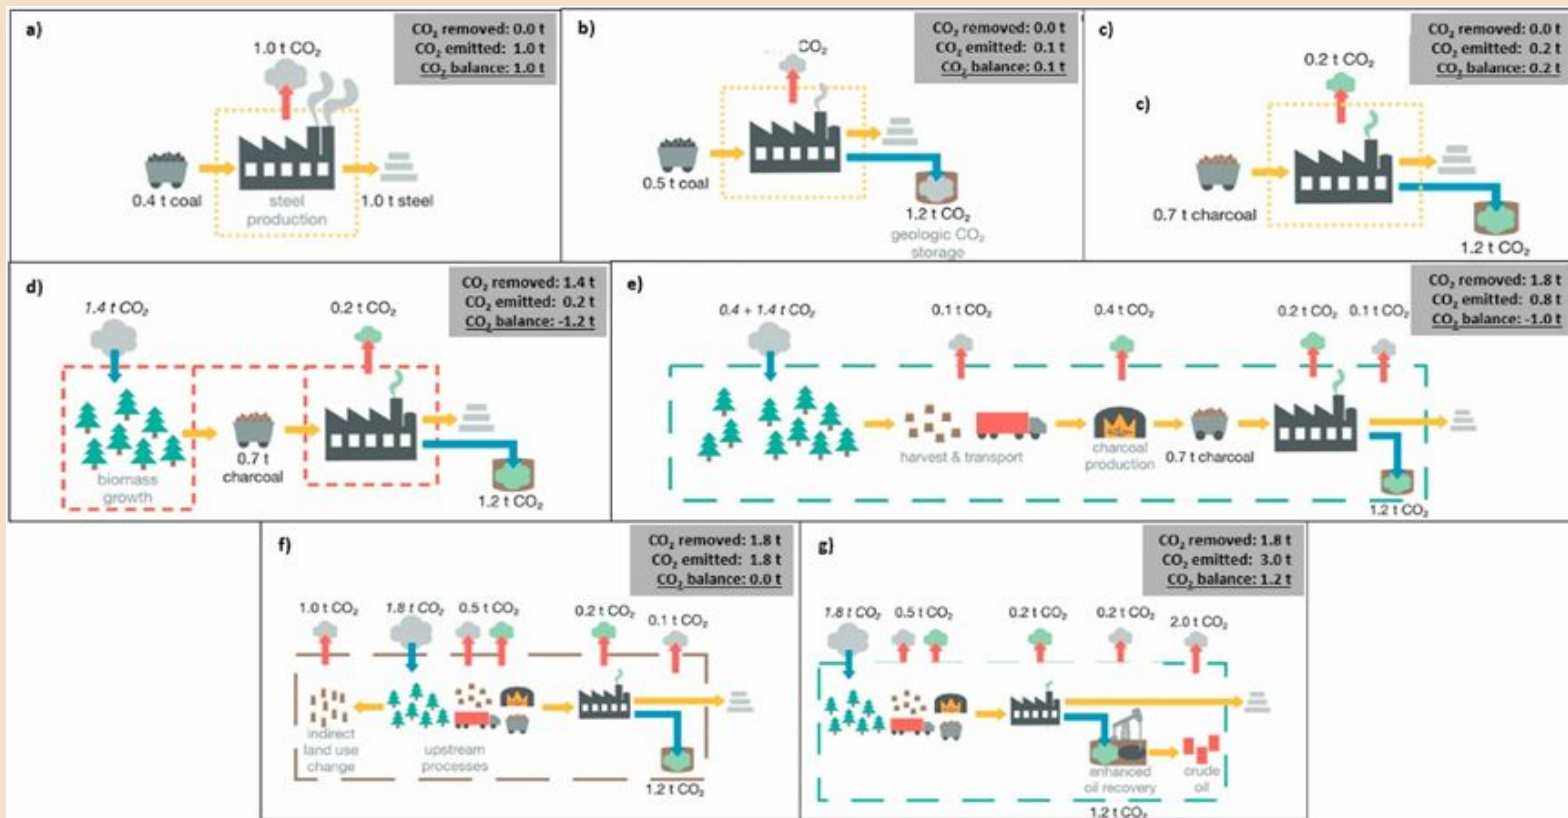 a)
CO₂ removed: 0.0 t
CO₂ emitted: 1.0 t
CO₂ balance: 1.0 t
1.0 t CO₂
0.4 t coal
steel
production
1.0 t steel
b)
CO₂ removed: 0.0 t
CO₂ emitted: 0.1 t
CO₂ balance: 0.1 t
CO₂
0.5 t coal
1.2 t CO₂
geologic CO₂
storage
c)
CO₂ removed: 0.0 t
CO₂ emitted: 0.2 t
CO₂ balance: 0.2 t
0.2 t CO₂
c)
0.7 t charcoal
1.2 t CO₂
d)
CO₂ removed: 1.4 t
CO₂ emitted: 0.2 t
CO₂ balance: -1.2 t
1.4 t CO₂
0.2 t CO₂
biomass
growth
0.7 t
charcoal
1.2 t CO₂
e)
CO₂ removed: 1.8 t
CO₂ emitted: 0.8 t
CO₂ balance: -1.0 t
0.4 + 1.4 t CO₂
0.1 t CO₂
0.4 t CO₂
0.2 t CO₂
0.1 t CO₂
harvest & transport
charcoal
production
0.7 t charcoal
1.2 t CO₂
f)
CO₂ removed: 1.8 t
CO₂ emitted: 1.8 t
CO₂ balance: 0.0 t
1.0 t CO₂
1.8 t CO₂
0.5 t CO₂
0.2 t CO₂
0.1 t CO₂
indirect
land use
change
upstream
processes
1.2 t CO₂
g)
CO₂ removed: 1.8 t
CO₂ emitted: 3.0 t
CO₂ balance: 1.2 t
1.8 t CO₂
0.5 t CO₂
0.2 t CO₂
0.2 t CO₂
2.0 t CO₂
enhanced
oil recovery
crude
oil
1.2 t CO₂